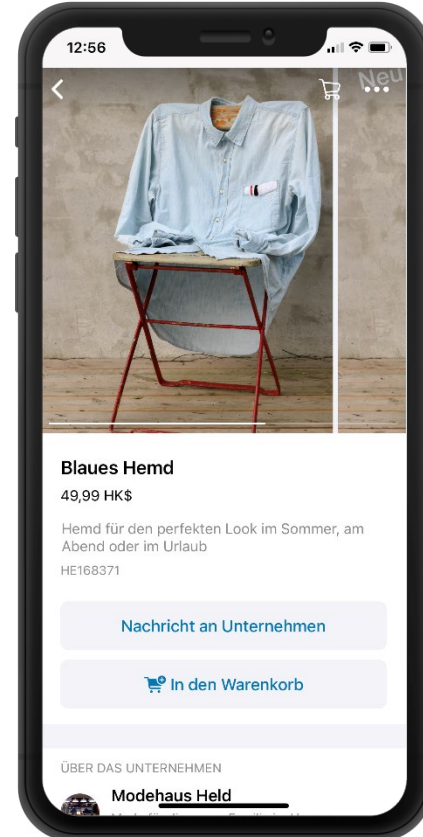 12:56
Neu
Blaues Hemd
49,99 HK$
Hemd für den perfekten Look im Sommer, am
Abend oder im Urlaub
HE168371
Nachricht an Unternehmen
In den Warenkorb
ÜBER DAS UNTERNEHMEN
Modehaus Held